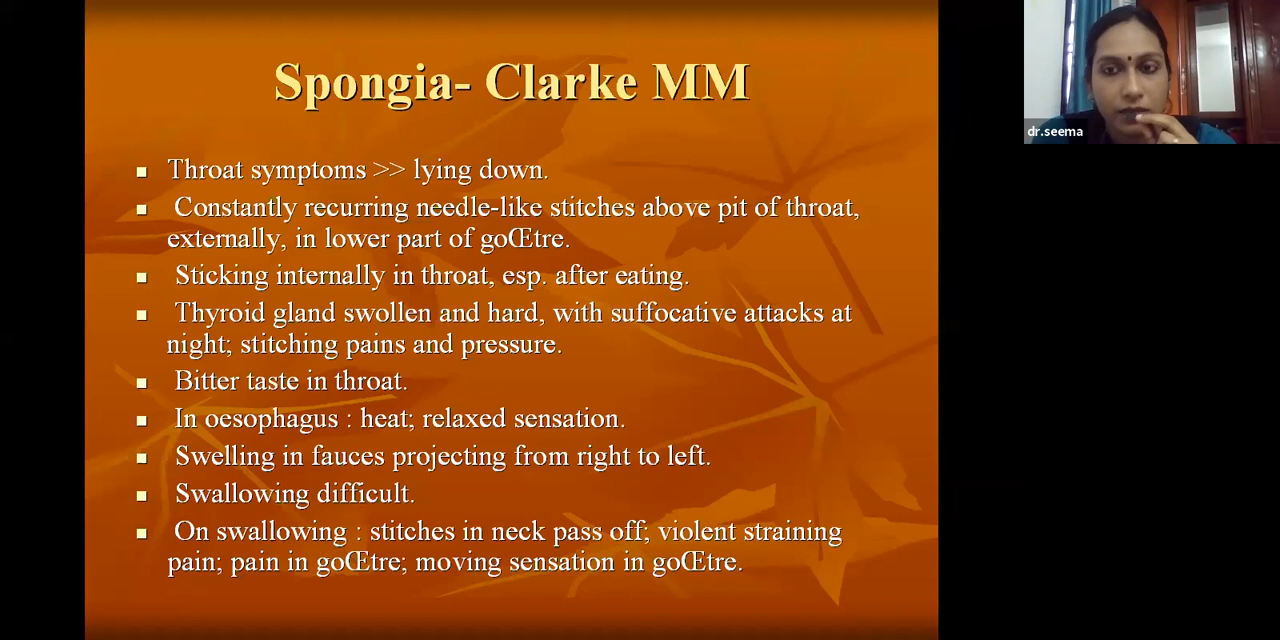 Spongia- Clarke MM
Throat symptoms >> lying down.
Constantly recurring needle-like stitches above pit of throat,
externally, in lower part of goŒtre.
Sticking internally in throat, esp. after eating.
Thyroid gland swollen and hard, with suffocative attacks at
night; stitching pains and pressure.
Bitter taste in throat.
In oesophagus : heat; relaxed sensation.
Swelling in fauces projecting from right to left.
Swallowing difficult.
On swallowing : stitches in neck pass off; violent straining
pain; pain in goŒtre; moving sensation in goŒtre.
dr.seema